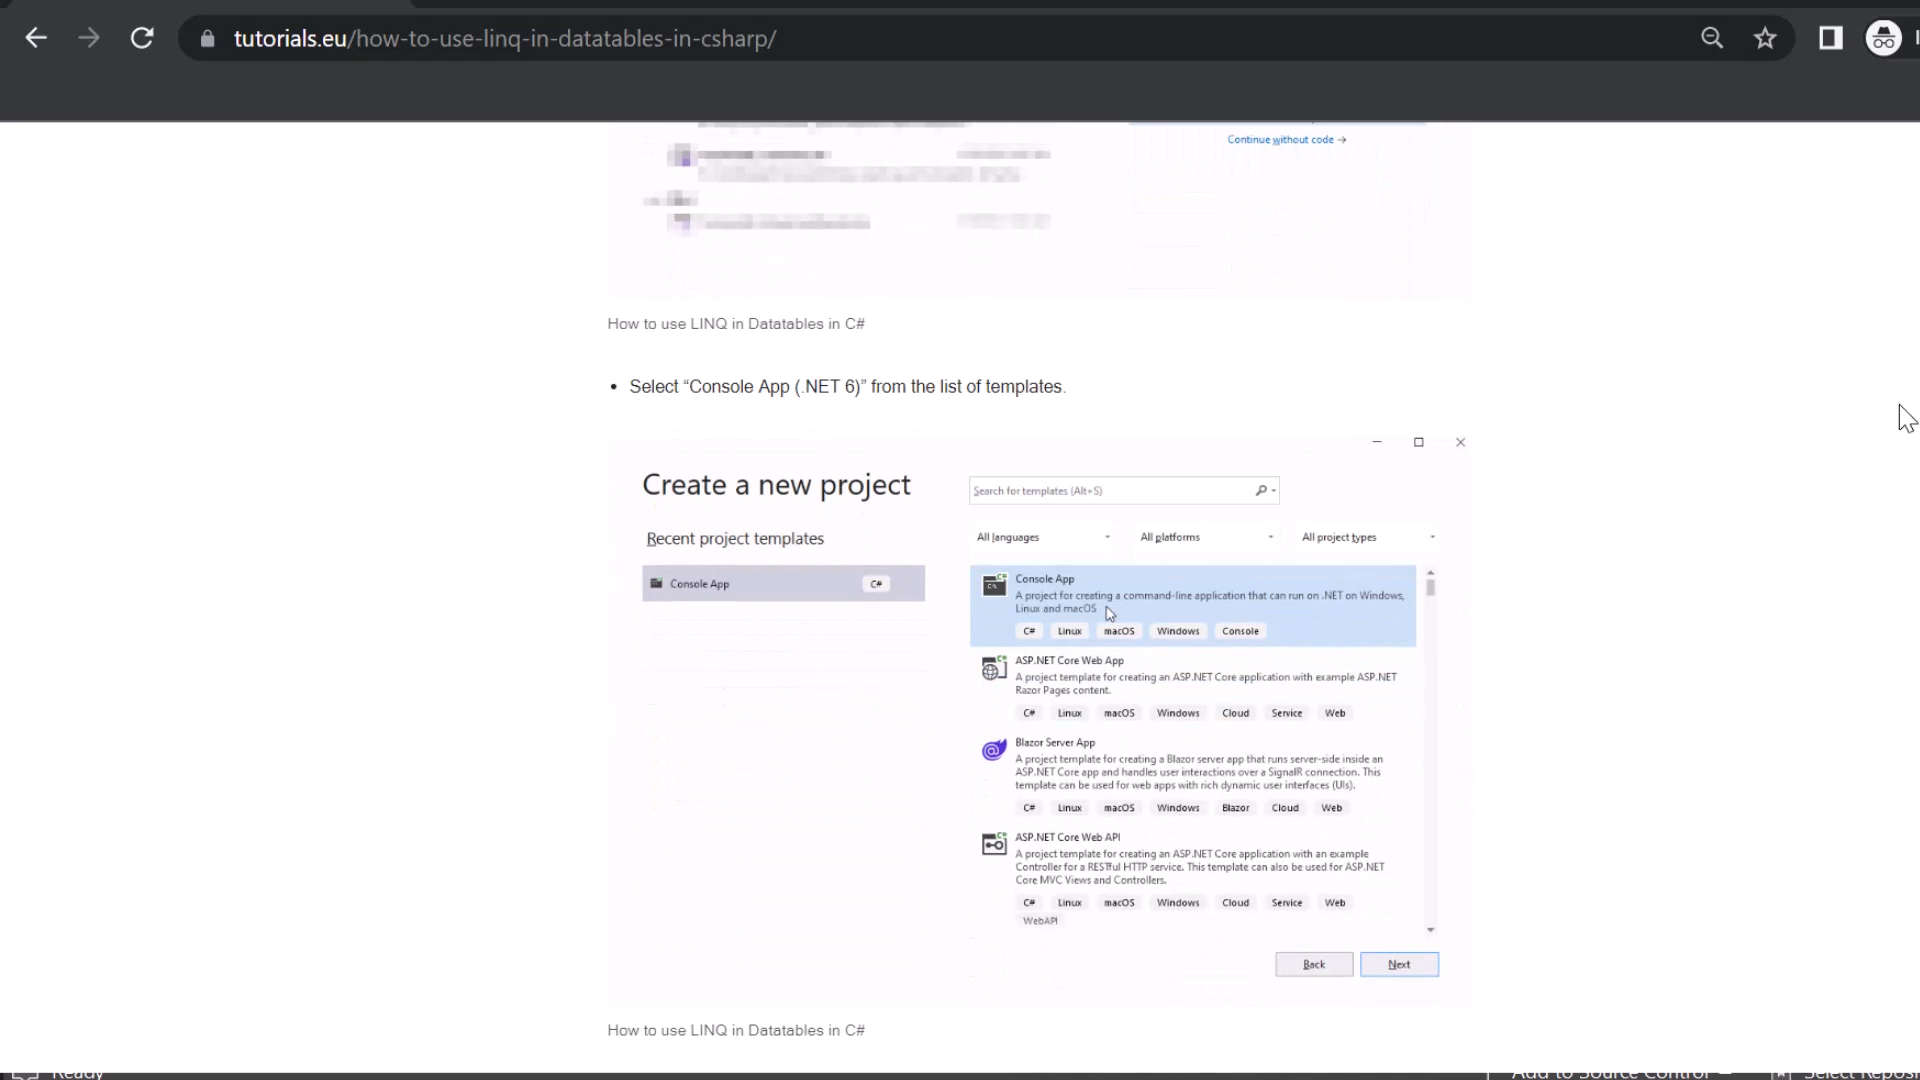 tutorials.eu/how-to-use-linq-in-datatables-in-csharp/
Continue without code →
How to use LINQ in Datatables in C#
• Select “Console App (.NET 6)” from the list of templates.
Create a new project
Search for templates (Alt+S)
Recent project templates
All languages
All platforms
All project types
Console App
C#
Console App
A project for creating a command-line application that can run on .NET on Windows,
Linux and macOS
C# Linux macOS Windows Console
ASP.NET Core Web App
A project template for creating an ASP.NET Core application with example ASP.NET
Razor Pages content.
C# Linux macOS Windows Cloud Service Web
Blazor Server App
A project template for creating a Blazor server app that runs server-side inside an
ASP.NET Core app and handles user interactions over a SignalR connection. This
template can be used for web apps with rich dynamic user interfaces (UIs).
C# Linux macOS Windows Blazor Cloud Web
ASP.NET Core Web API
A project template for creating an ASP.NET Core application with an example
Controller for a RESTful HTTP service. This template can also be used for ASP.NET
Core MVC Views and Controllers.
C# Linux macOS Windows Cloud Service Web
WebAPI
Back
Next
How to use LINQ in Datatables in C#
Ready
Add to Source Control
Select Reposi